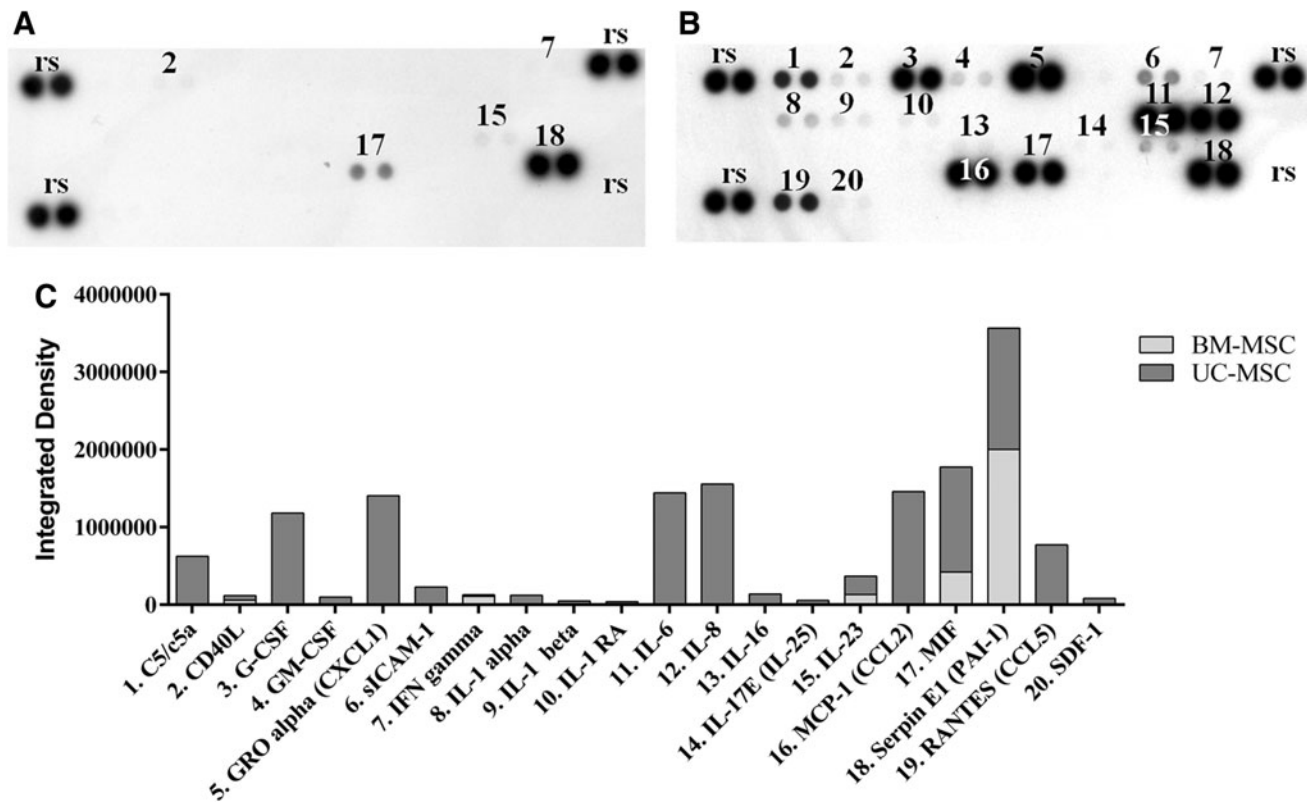 A
rs 2 7 rs
15
17 18
rs rs
B
rs 1 2 3 4 5 6 7 rs
8 9 10 11 12
13 14 15
16 17 18
rs 19 20 rs
C
Integrated Density
4000000
3000000
2000000
1000000
0
BM-MSC
UC-MSC
1. C5/c5a
2. CD40L
3. G-CSF
4. GM-CSF
5. GRO alpha (CXCL1)
6. sICAM-1
7. IFN gamma
8. IL-1 alpha
9. IL-1 beta
10. IL-1 RA
11. IL-6
12. IL-8
13. IL-16
14. IL-17E (IL-25)
15. IL-23
16. MCP-1 (CCL2)
17. MIF
18. Serpin E1 (PAI-1)
19. RANTES (CCL5)
20. SDF-1